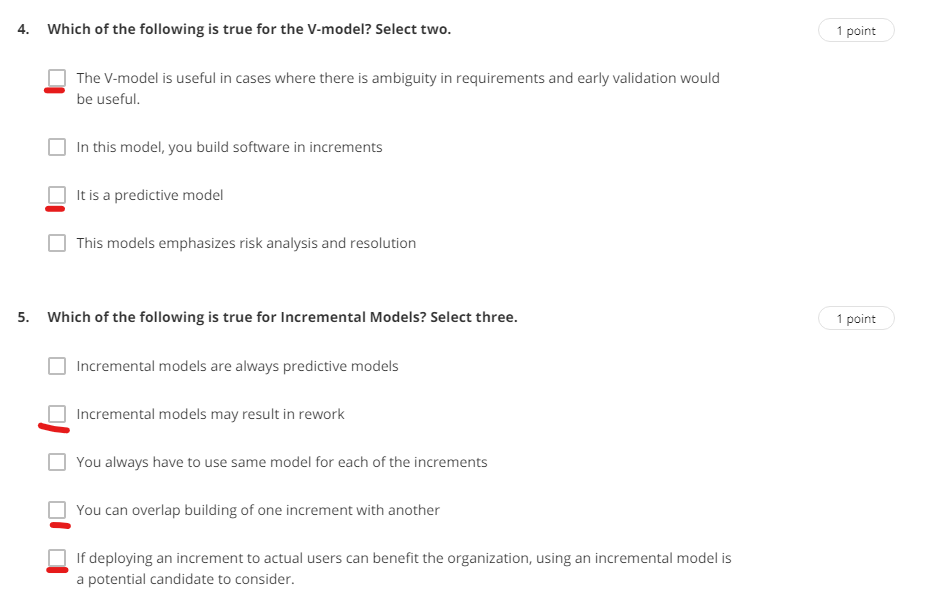 4. Which of the following is true for the V-model? Select two.
1 point
The V-model is useful in cases where there is ambiguity in requirements and early validation would
be useful.
In this model, you build software in increments
It is a predictive model
This models emphasizes risk analysis and resolution
5. Which of the following is true for Incremental Models? Select three.
1 point
Incremental models are always predictive models
Incremental models may result in rework
You always have to use same model for each of the increments
You can overlap building of one increment with another
If deploying an increment to actual users can benefit the organization, using an incremental model is
a potential candidate to consider.